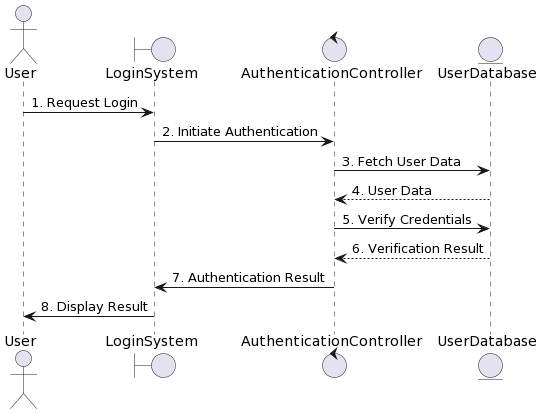 User LoginSystem AuthenticationController UserDatabase
1. Request Login
2. Initiate Authentication
3. Fetch User Data
4. User Data
5. Verify Credentials
6. Verification Result
7. Authentication Result
8. Display Result
User LoginSystem AuthenticationController UserDatabase